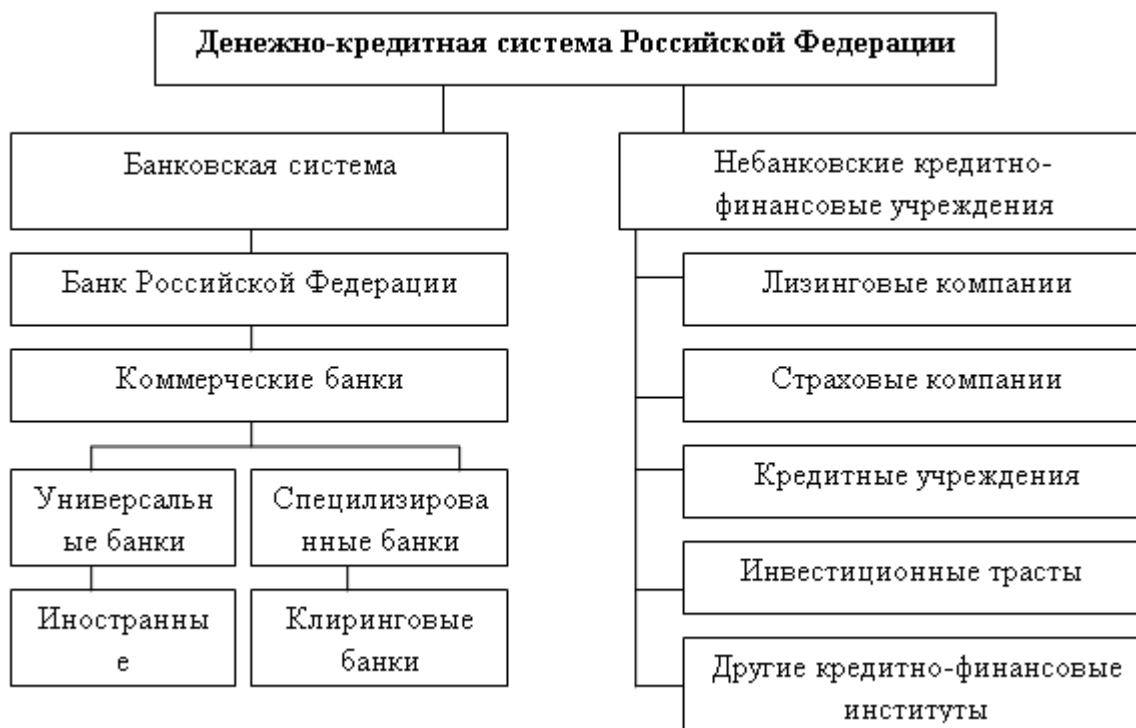 Денежно-кредитная система Российской Федерации
Банковская система
Небанковские кредитно-
финансовые учреждения
Банк Российской Федерации
Лизинговые компании
Коммерческие банки
Страховые компании
Универсальн
ые банки
Специлизирова
нные банки
Кредитные учреждения
Инвестиционные трасты
Иностранны
е
Клиринговые
банки
Другие кредитно-финансовые
институты